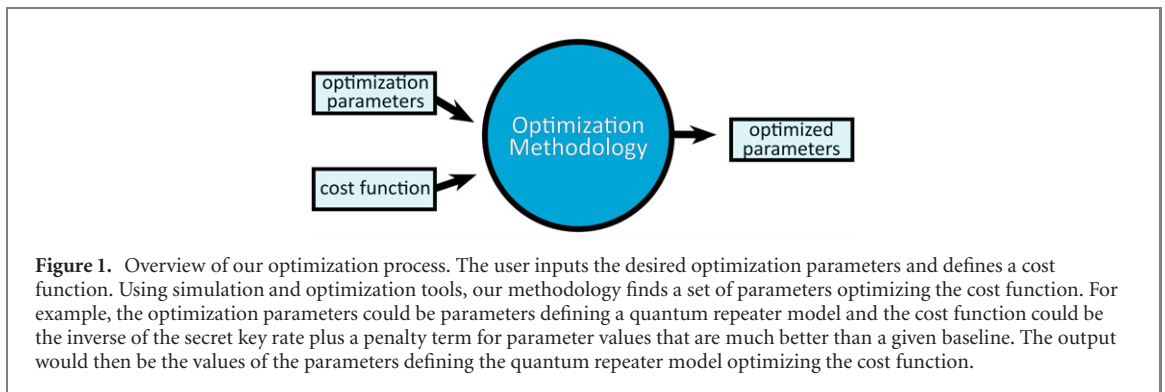 optimization
parameters
cost function
Optimization
Methodology
optimized
parameters
Figure 1. Overview of our optimization process. The user inputs the desired optimization parameters and defines a cost
function. Using simulation and optimization tools, our methodology finds a set of parameters optimizing the cost function. For
example, the optimization parameters could be parameters defining a quantum repeater model and the cost function could be
the inverse of the secret key rate plus a penalty term for parameter values that are much better than a given baseline. The output
would then be the values of the parameters defining the quantum repeater model optimizing the cost function.